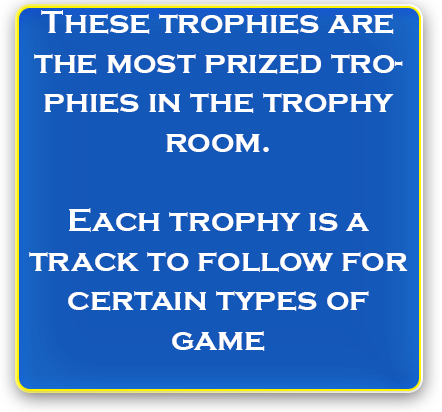 These trophies are
the most prized tro-
phies in the trophy
room.
Each trophy is a
track to follow for
certain types of
game